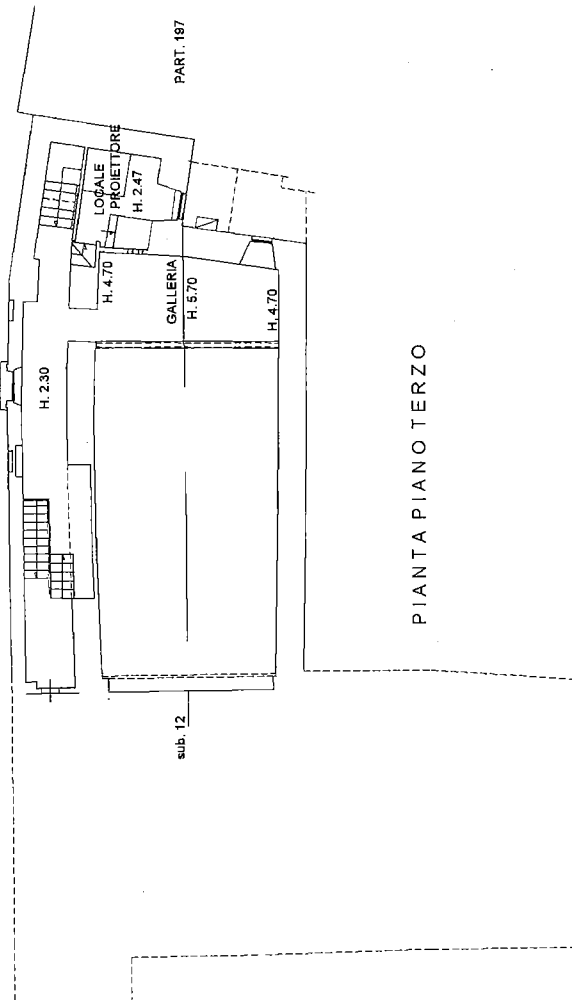 PART. 197
LOCALE
PROIETTORE
H. 2.47
H. 4.70
GALLERIA
H. 5.70
H. 4.70
H. 2.30
sub. 12
PIANTA PIANO TERZO